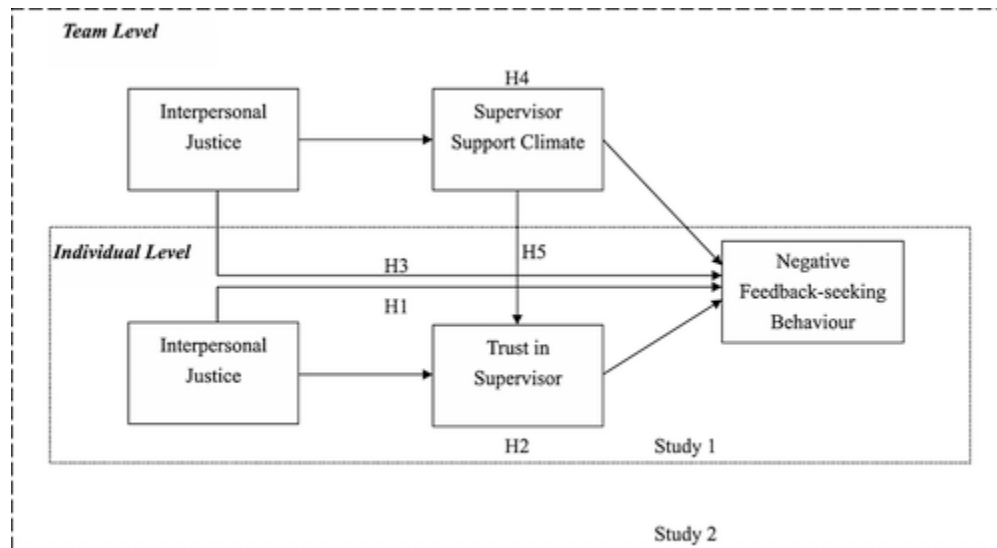 Team Level
H4
Interpersonal
Justice
Supervisor
Support Climate
Individual Level
H3
H5
Negative
Feedback-seeking
Behaviour
H1
Interpersonal
Justice
Trust in
Supervisor
H2
Study 1
Study 2